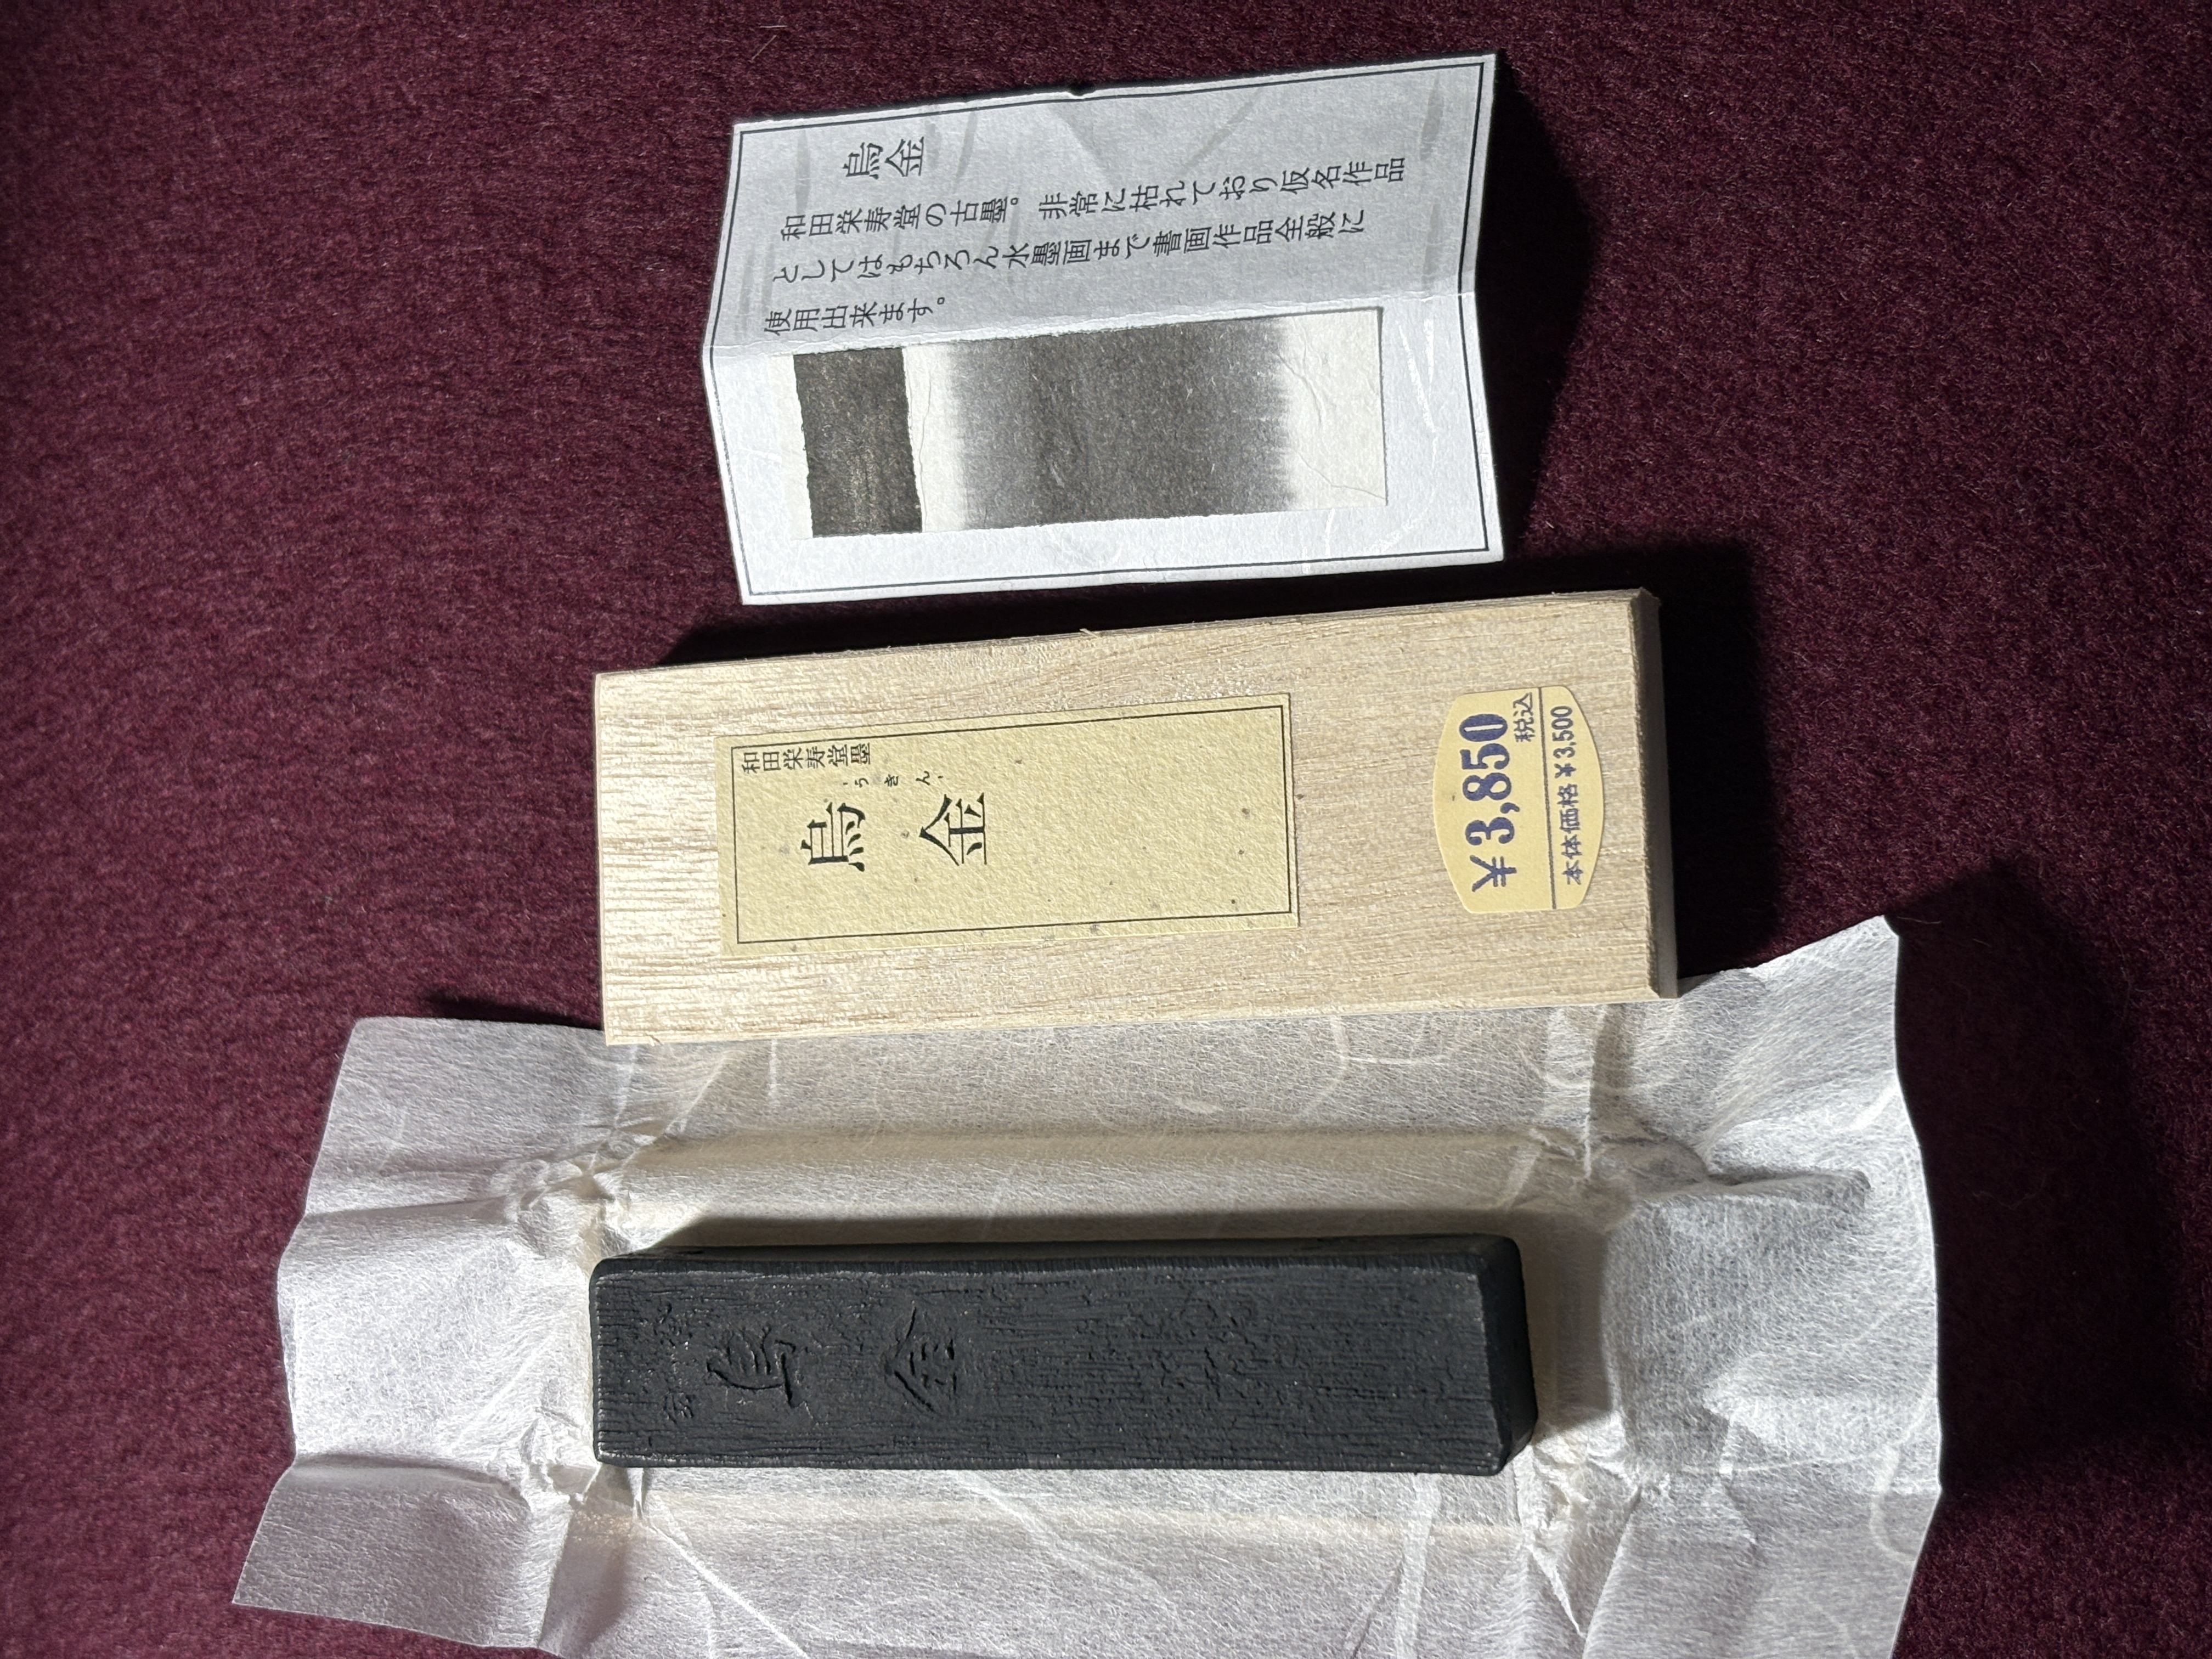 烏金
和田栄寿堂の古墨。非常に枯れており仮名作品
としてはもちろん水墨画まで書画作品全般に
使用出来ます。
和田栄寿堂墨
うきん
烏金
¥3,850
税込
本体価格¥3,500
烏金